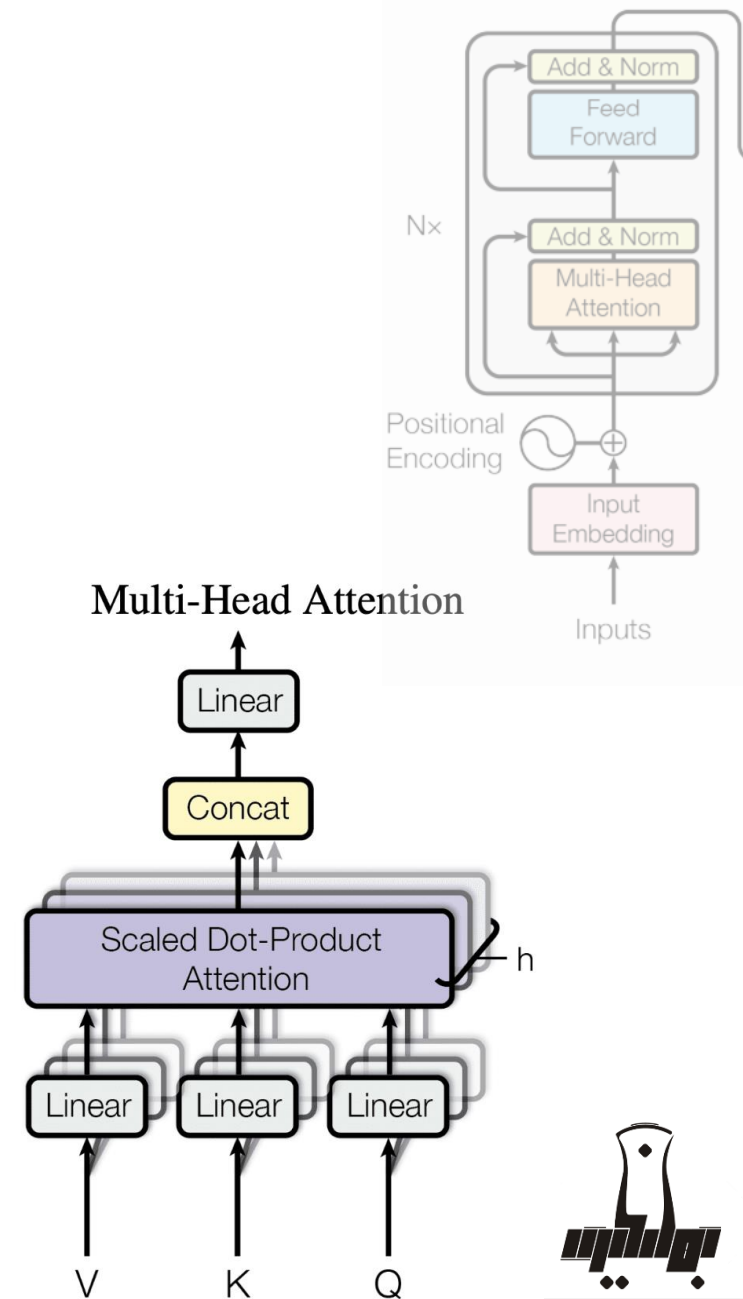 Add & Norm
Feed
Forward
N×
Add & Norm
Multi-Head
Attention
Positional
Encoding
Input
Embedding
Inputs
Multi-Head Attention
Linear
Concat
Scaled Dot-Product
Attention
h
Linear Linear Linear
V K Q